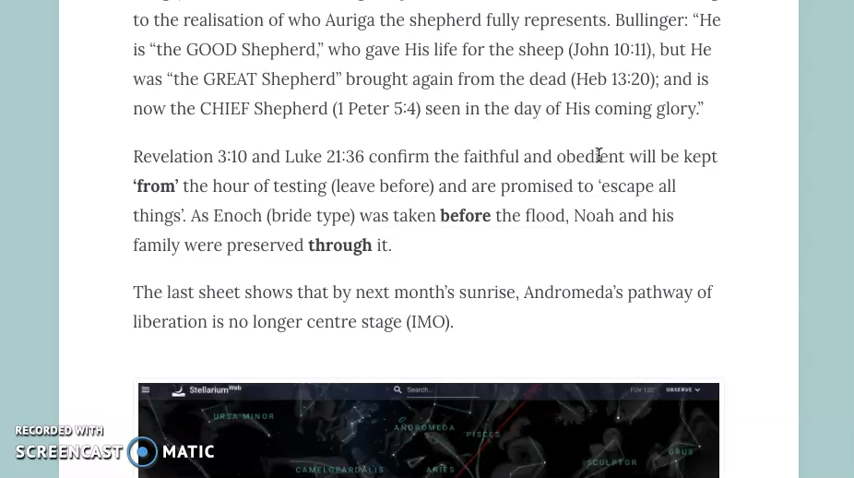 to the realisation of who Auriga the shepherd fully represents. Bullinger: “He
is “the GOOD Shepherd,” who gave His life for the sheep (John 10:11), but He
was “the GREAT Shepherd” brought again from the dead (Heb 13:20); and is
now the CHIEF Shepherd (1 Peter 5:4) seen in the day of His coming glory.”
Revelation 3:10 and Luke 21:36 confirm the faithful and obedient will be kept
‘from’ the hour of testing (leave before) and are promised to ‘escape all
things’. As Enoch (bride type) was taken before the flood, Noah and his
family were preserved through it.
The last sheet shows that by next month’s sunrise, Andromeda’s pathway of
liberation is no longer centre stage (IMO).
StellariumWeb
Search...
OBSERVE
URSA MINOR
ANDROMEDA
PISCES
CAMELOPARDALIS
ARIES
SCULPTOR
GRUS
RECORDED WITH
SCREENCAST MATIC